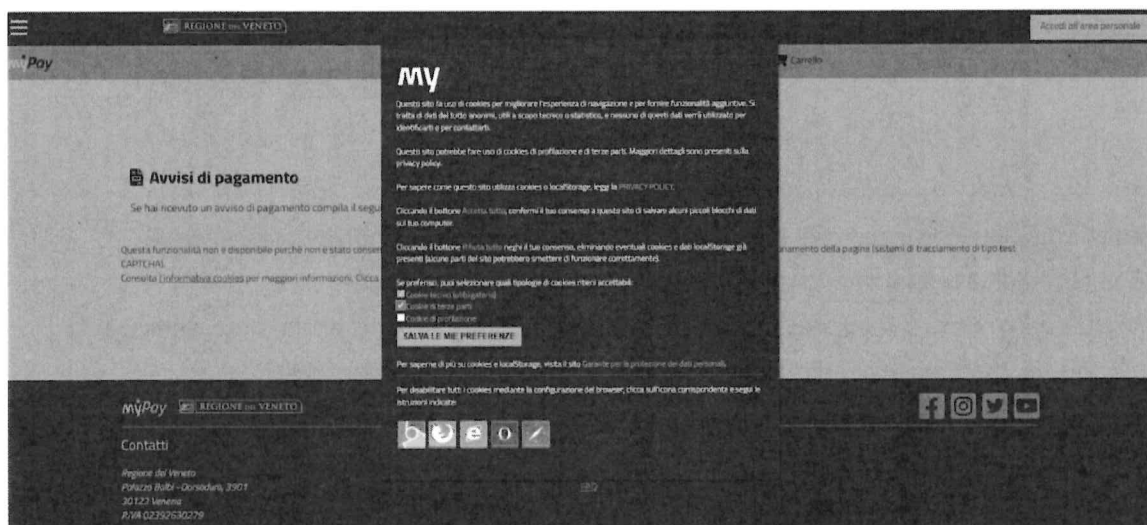 REGIONE DEL VENETO
Accedi all'area personale
myPay
Carrello
Avvisi di pagamento
Se hai ricevuto un avviso di pagamento compila il segui
Questa funzionalità non è disponibile perché non è stato consen
CAPTCHA).
Consulta l'informativa cookies per maggiori informazioni. Clicca
my
Questo sito fa uso di cookies per migliorare l'esperienza di navigazione e per fornire funzionalità aggiuntive. Si
tratta di dati del tutto anonimi, utili a scopo tecnico o statistico, e nessuno di questi dati verrà utilizzato per
identificarti e per contattarti.
Questo sito potrebbe fare uso di cookies di profilazione e di terze parti. Maggiori dettagli sono presenti sulla
privacy policy.
Per sapere come questo sito utilizza cookies o localStorage, leggi la PRIVACY POLICY.
Cliccando il bottone Accetta tutto, confermi il tuo consenso a questo sito di salvare alcuni piccoli blocchi di dati
sul tuo computer.
Cliccando il bottone Rifiuta tutto neghi il tuo consenso, eliminando eventuali cookies e dati localStorage già
presenti (alcune parti del sito potrebbero smettere di funzionare correttamente).
Se preferisci, puoi selezionare quali tipologie di cookies ritieni accettabili:
Cookie tecnici (obbligatorio)
Cookie di terze parti
Cookie di profilazione
SALVA LE MIE PREFERENZE
Per saperne di più su cookies e localStorage, visita il sito Garante per la protezione dei dati personali.
Per disabilitare tutti i cookies mediante la configurazione del browser, clicca sull'icona corrispondente e segui le
istruzioni indicate:
namento della pagina (sistemi di tracciamento di tipo test
myPay
REGIONE DEL VENETO
Contatti
Regione del Veneto
Palazzo Balbi - Dorsoduro, 3901
30123 Venezia
P.IVA 02392630279